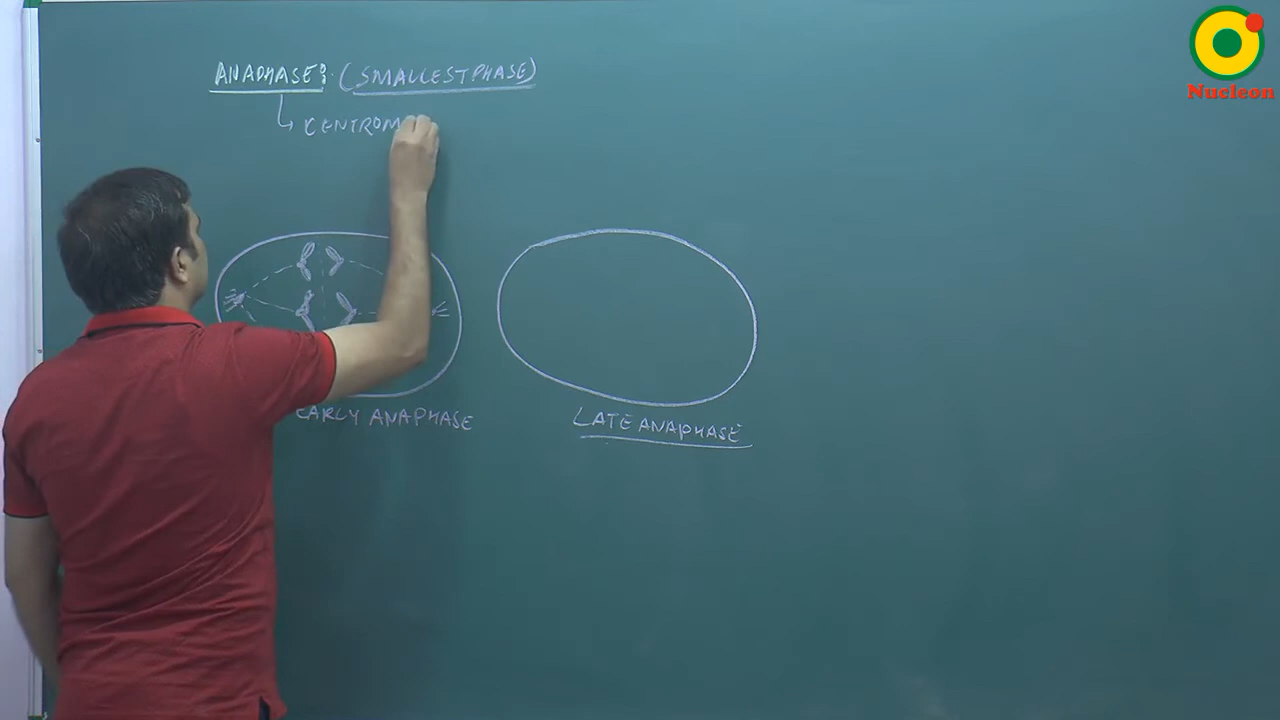 ANAPHASE: (SMALLEST PHASE)
CENTROM
EARLY ANAPHASE
LATE ANAPHASE
Nucleon